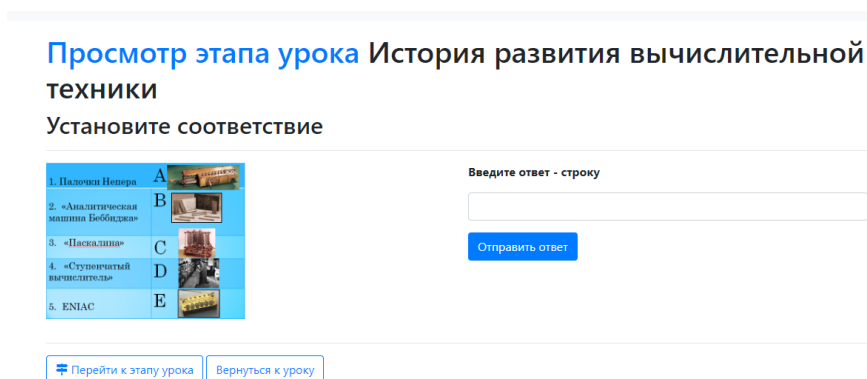 Просмотр этапа урока История развития вычислительной
техники
Установите соответствие
1. Палочки Непера
A
2. «Аналитическая
машина Беббиджа»
B
3. «Паскалина»
C
4. «Ступенчатый
вычислитель»
D
5. ENIAC
E
Введите ответ - строку
Отправить ответ
Перейти к этапу урока
Вернуться к уроку